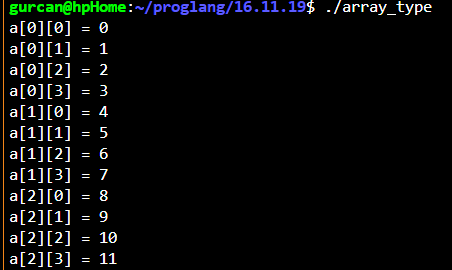 gurcan@hpHome:~/proglang/16.11.19$ ./array_type
a[0][0] = 0
a[0][1] = 1
a[0][2] = 2
a[0][3] = 3
a[1][0] = 4
a[1][1] = 5
a[1][2] = 6
a[1][3] = 7
a[2][0] = 8
a[2][1] = 9
a[2][2] = 10
a[2][3] = 11